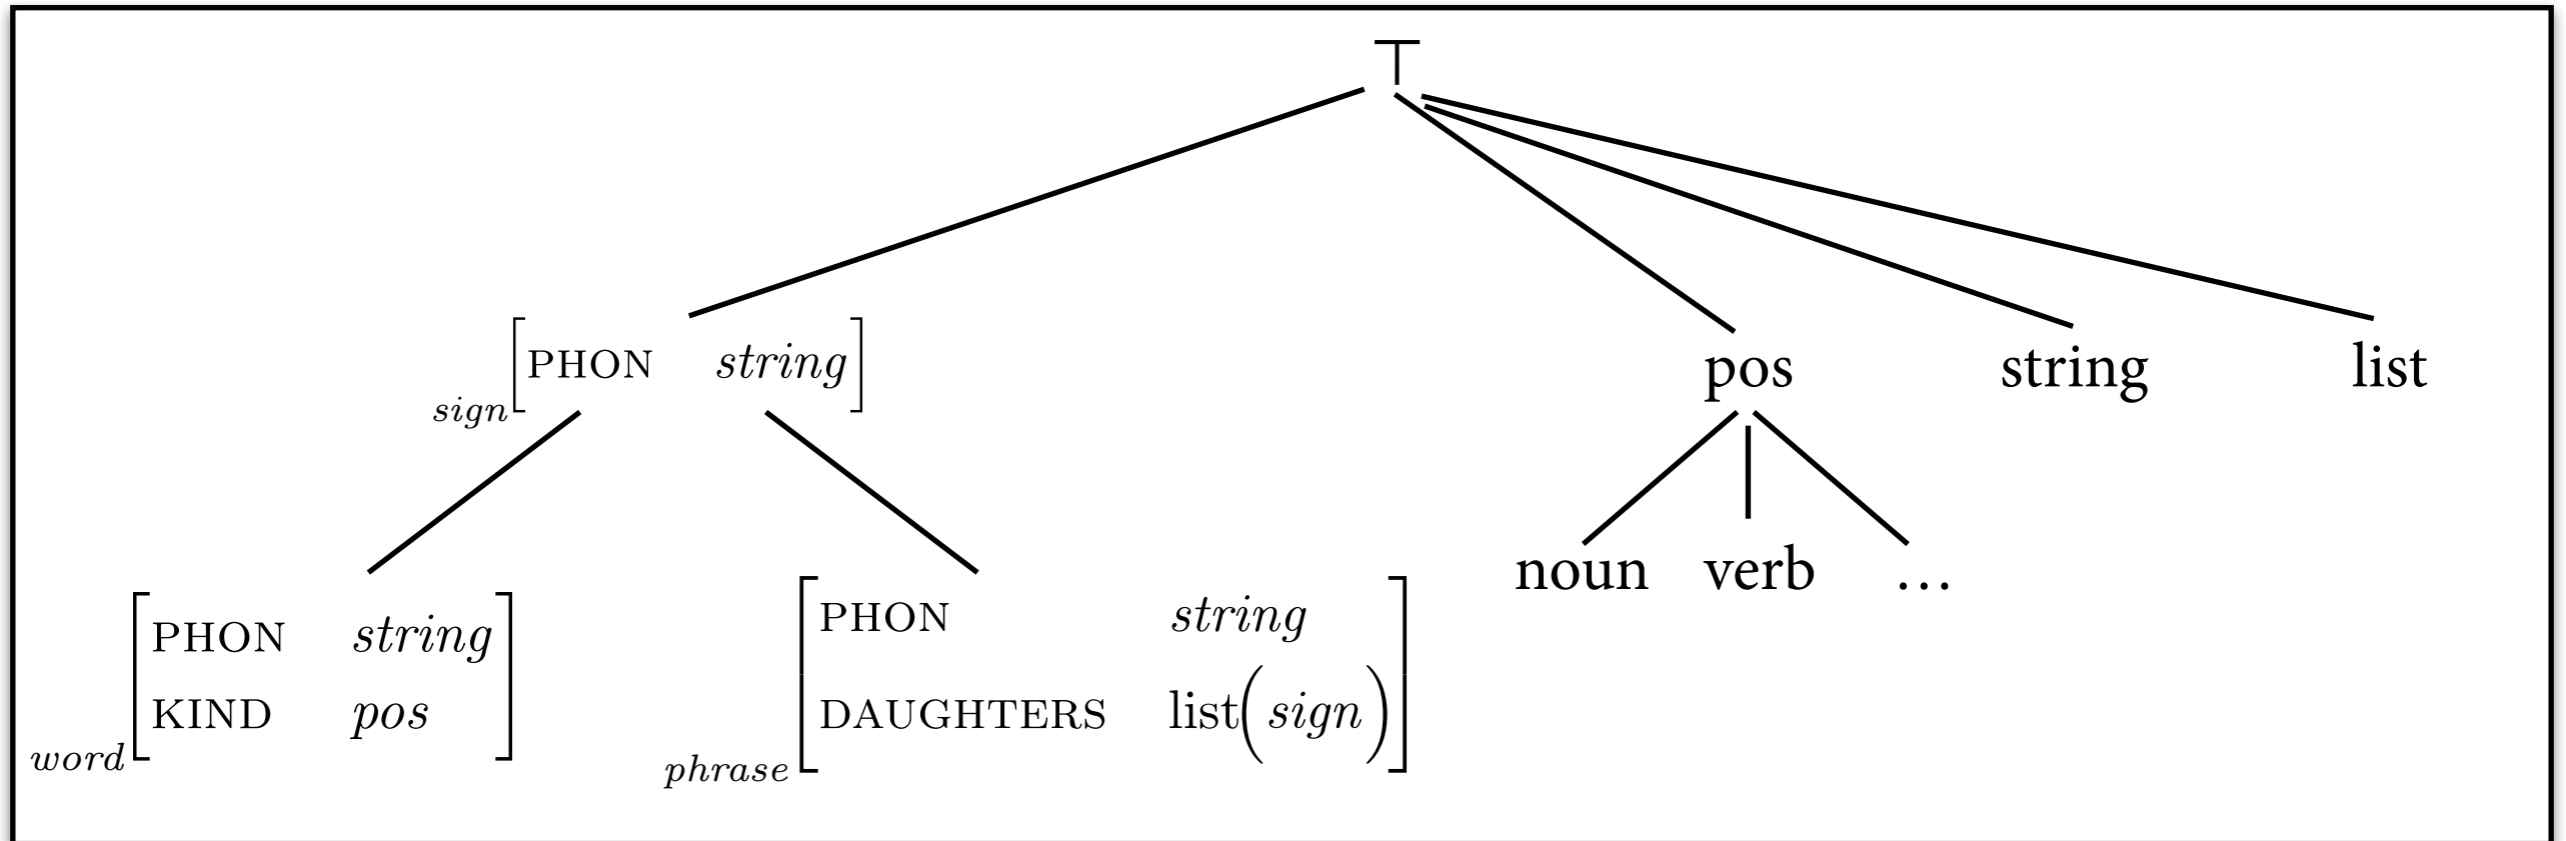 ⊤
[PHON string]
sign
pos string list
noun verb …
[PHON string
KIND pos]
word
[PHON string
DAUGHTERS list(sign)]
phrase